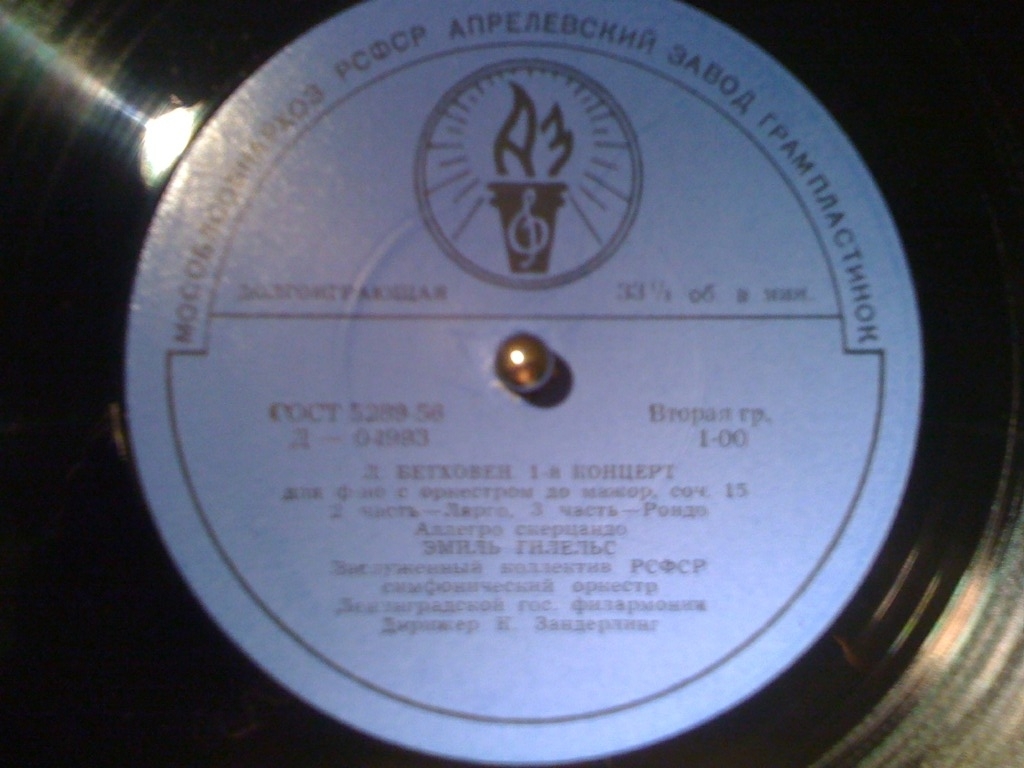 МОСОБЛСОВНАРХОЗ РСФСР АПРЕЛЕВСКИЙ ЗАВОД ГРАМПЛАСТИНОК
АЗ
ДОЛГОИГРАЮЩАЯ 33⅓ об. в мин.
ГОСТ 5289-56 Вторая гр.
Д — 04993 1-00
Л. БЕТХОВЕН. 1-й КОНЦЕРТ
для ф-но с оркестром до мажор, соч. 15
2 часть—Ларго, 3 часть—Рондо
Аллегро скерцандо
ЭМИЛЬ ГИЛЕЛЬС
Заслуженный коллектив РСФСР
симфонический оркестр
Ленинградской гос. филармонии
Дирижер К. Зандерлинг